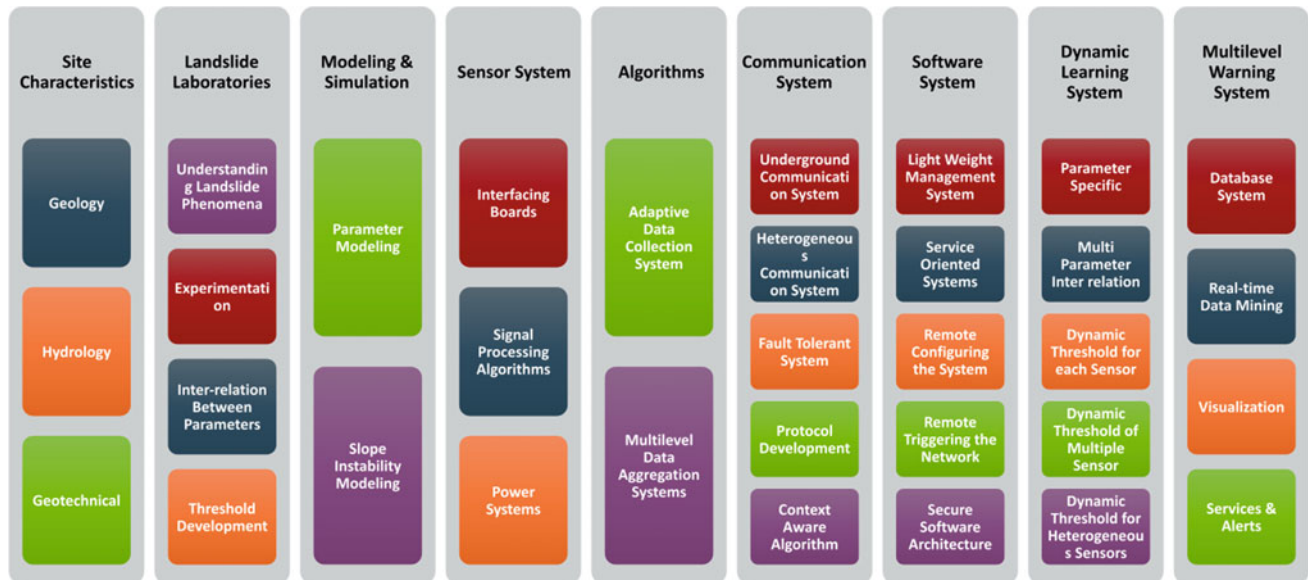 Site
Characteristics
Geology
Hydrology
Geotechnical
Landslide
Laboratories
Understandin
g Landslide
Phenomena
Experimentati
on
Inter-relation
Between
Parameters
Threshold
Development
Modeling &
Simulation
Parameter
Modeling
Slope
Instability
Modeling
Sensor System
Interfacing
Boards
Signal
Processing
Algorithms
Power
Systems
Algorithms
Adaptive
Data
Collection
System
Multilevel
Data
Aggregation
Systems
Communication
System
Underground
Communicati
on System
Heterogeneou
s
Communicati
on System
Fault Tolerant
System
Protocol
Development
Context
Aware
Algorithm
Software
System
Light Weight
Management
System
Service
Oriented
Systems
Remote
Configuring
the System
Remote
Triggering the
Network
Secure
Software
Architecture
Dynamic
Learning
System
Parameter
Specific
Multi
Parameter
Inter relation
Dynamic
Threshold for
each Sensor
Dynamic
Threshold of
Multiple
Sensor
Dynamic
Threshold for
Heterogeneou
s Sensors
Multilevel
Warning
System
Database
System
Real-time
Data Mining
Visualization
Services &
Alerts